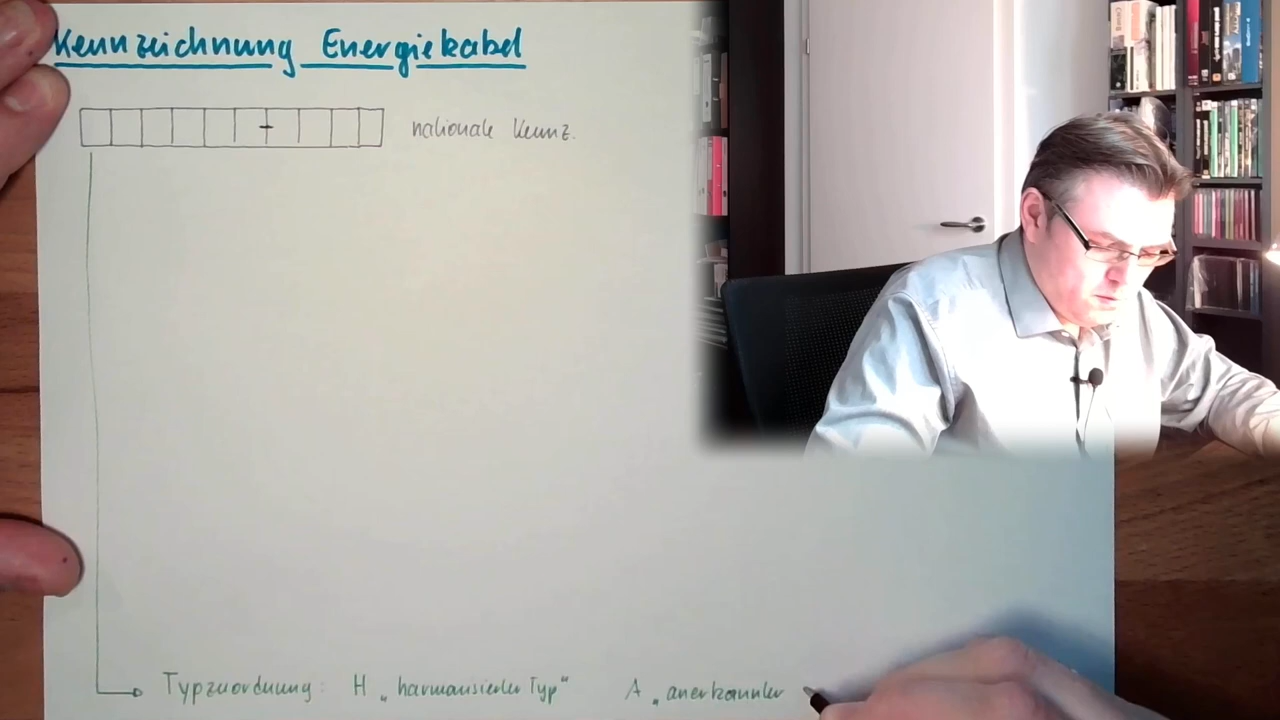 Kennzeichnung Energiekabel
nationale Kennz.
Typzuordnung: H „harmonisierter Typ" A „anerkannter